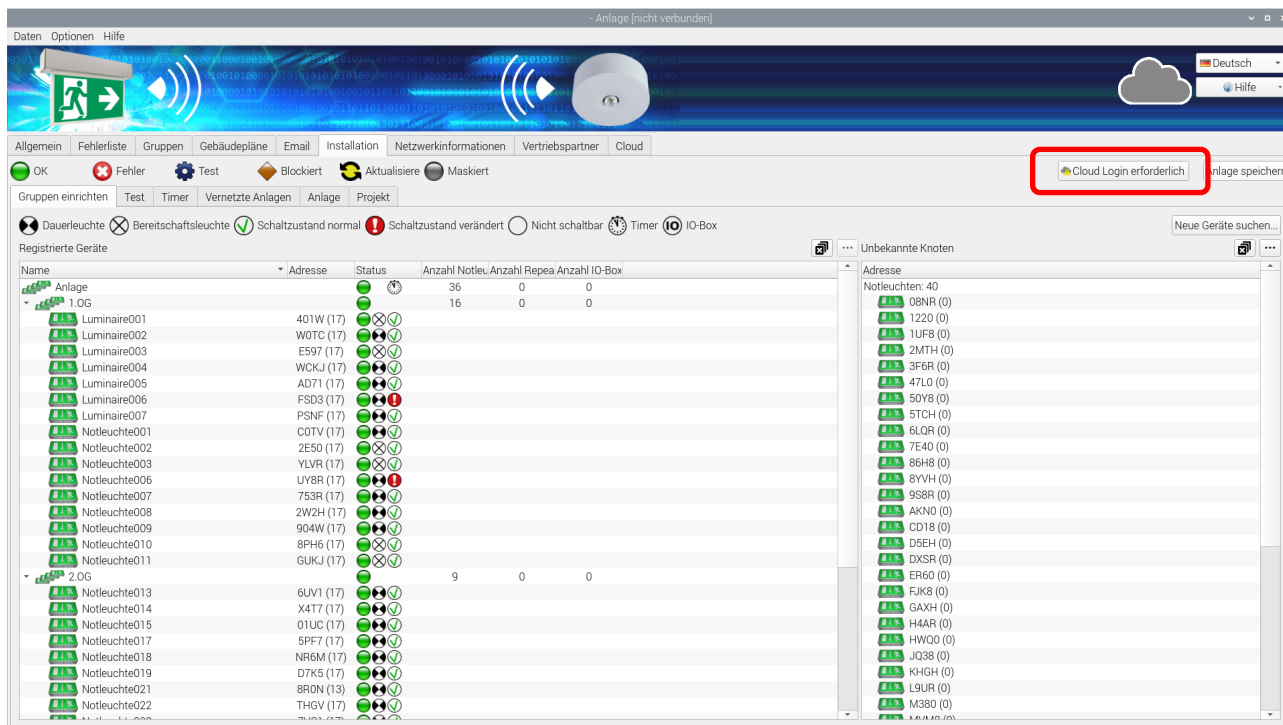 - Anlage [nicht verbunden]
Daten Optionen Hilfe
Deutsch
Hilfe
Allgemein Fehlerliste Gruppen Gebäudepläne Email Installation Netzwerkinformationen Vertriebspartner Cloud
OK Fehler Test Blockiert Aktualisiere Maskiert Cloud Login erforderlich Anlage speichern
Gruppen einrichten Test Timer Vernetzte Anlagen Anlage Projekt
Dauerleuchte Bereitschaftsleuchte Schaltzustand normal Schaltzustand verändert Nicht schaltbar Timer IO IO-Box Neue Geräte suchen...
Registrierte Geräte ... Unbekannte Knoten ...
Name Adresse Status Anzahl Notleu Anzahl Repea Anzahl IO-Box Adresse
Anlage 36 0 0 Notleuchten: 40
1.OG 16 0 0 08NR (0)
Luminaire001 401W (17) 1220 (0)
Luminaire002 W0TC (17) 1UF8 (0)
Luminaire003 E597 (17) 2MTH (0)
Luminaire004 WCKJ (17) 3F6R (0)
Luminaire005 AD71 (17) 47L0 (0)
Luminaire006 FSD3 (17) 50Y8 (0)
Luminaire007 PSNF (17) 5TCH (0)
Notleuchte001 C0TV (17) 6LQR (0)
Notleuchte002 2E50 (17) 7E40 (0)
Notleuchte003 YLVR (17) 86H8 (0)
Notleuchte006 UY8R (17) 8YVH (0)
Notleuchte007 753R (17) 9S8R (0)
Notleuchte008 2W2H (17) AKN0 (0)
Notleuchte009 904W (17) CD18 (0)
Notleuchte010 8PH6 (17) D5EH (0)
Notleuchte011 GUKJ (17) DXSR (0)
2.OG 9 0 0 ER60 (0)
Notleuchte013 6UV1 (17) FJK8 (0)
Notleuchte014 X4T7 (17) GAXH (0)
Notleuchte015 01UC (17) H4AR (0)
Notleuchte017 5PF7 (17) HWQ0 (0)
Notleuchte018 NR6M (17) JQ38 (0)
Notleuchte019 D7K5 (17) KHGH (0)
Notleuchte021 8R0N (13) L9UR (0)
Notleuchte022 THGV (17) M380 (0)